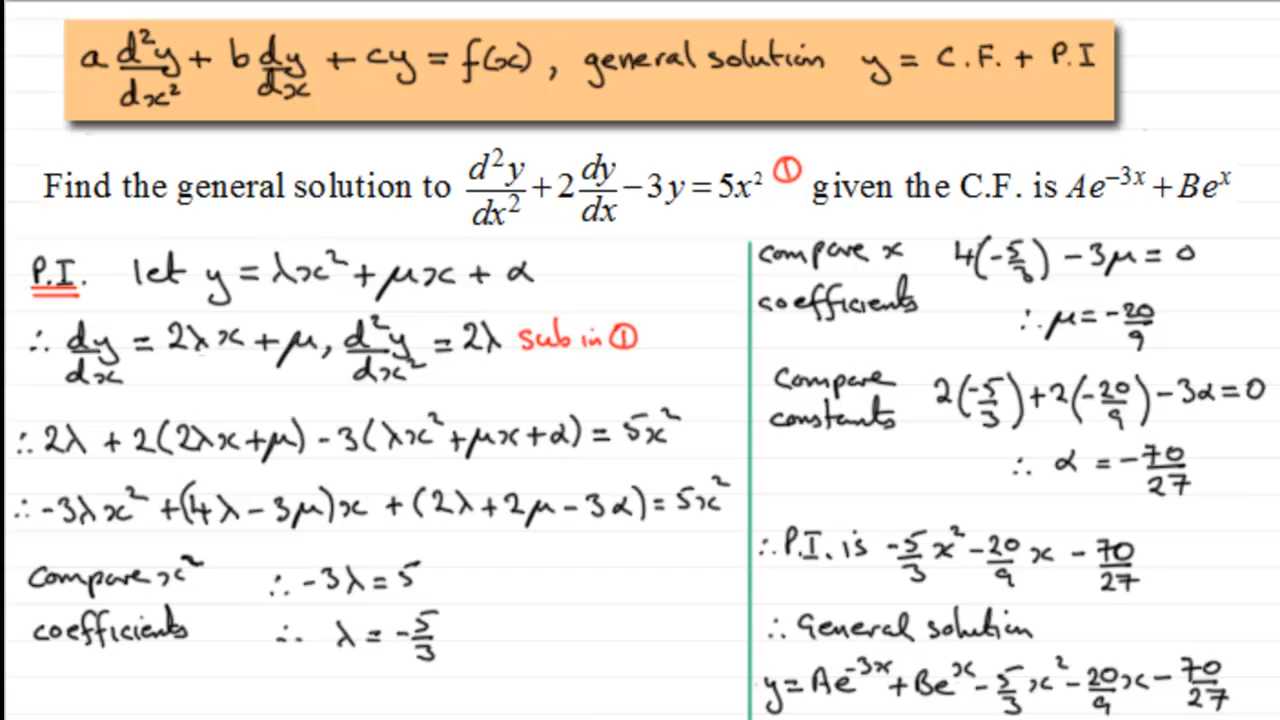 a d²y/dx² + b dy/dx + cy = f(x), general solution y = C.F. + P.I
Find the general solution to d²y/dx² + 2 dy/dx − 3y = 5x² ① given the C.F. is Ae⁻³ˣ + Beˣ
P.I. let y = λx² + μx + α
∴ dy/dx = 2λx + μ, d²y/dx² = 2λ sub in ①
∴ 2λ + 2(2λx + μ) − 3(λx² + μx + α) = 5x²
∴ −3λx² + (4λ − 3μ)x + (2λ + 2μ − 3α) = 5x²
Compare x² ∴ −3λ = 5
coefficients ∴ λ = −5/3
compare x 4(−5/3) − 3μ = 0
coefficients ∴ μ = −20/9
Compare constants 2(−5/3) + 2(−20/9) − 3α = 0
∴ α = −70/27
∴ P.I. is −5/3 x² − 20/9 x − 70/27
∴ General solution
y = Ae⁻³ˣ + Beˣ − 5/3 x² − 20/9 x − 70/27